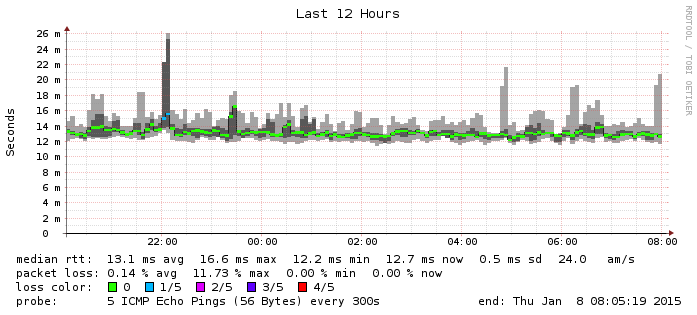 Last 12 Hours
RRDTOOL / TOBI OETIKER
Seconds
26 m
24 m
22 m
20 m
18 m
16 m
14 m
12 m
10 m
8 m
6 m
4 m
2 m
0
22:00 00:00 02:00 04:00 06:00 08:00
median rtt: 13.1 ms avg 16.6 ms max 12.2 ms min 12.7 ms now 0.5 ms sd 24.0 am/s
packet loss: 0.14 % avg 11.73 % max 0.00 % min 0.00 % now
loss color: 0 1/5 2/5 3/5 4/5
probe: 5 ICMP Echo Pings (56 Bytes) every 300s end: Thu Jan 8 08:05:19 2015